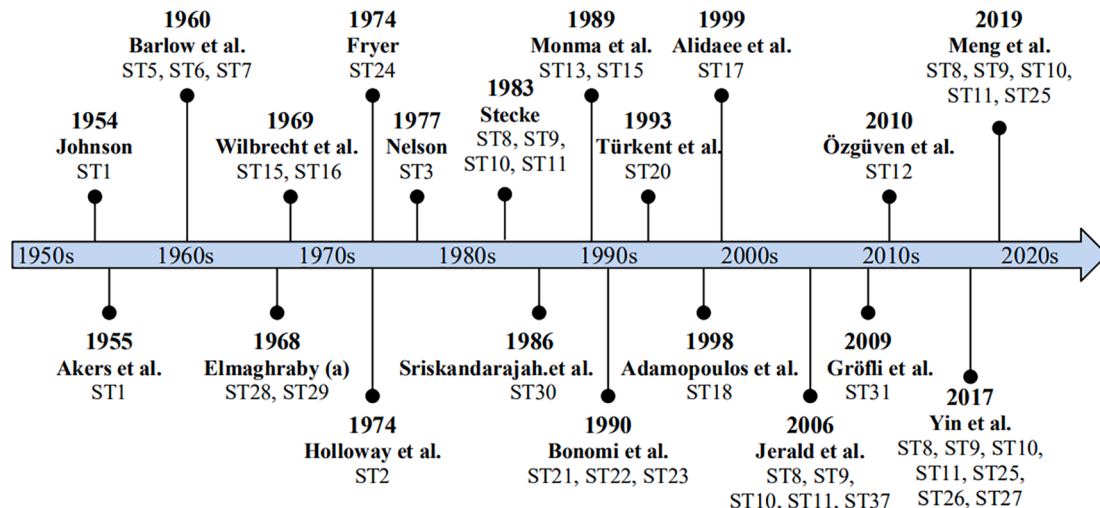 1960
Barlow et al.
ST5, ST6, ST7
1974
Fryer
ST24
1989
Monma et al.
ST13, ST15
1999
Alidaee et al.
ST17
2019
Meng et al.
ST8, ST9, ST10,
ST11, ST25
1954
Johnson
ST1
1969
Wilbrecht et al.
ST15, ST16
1977
Nelson
ST3
1983
Stecke
ST8, ST9,
ST10, ST11
1993
Türkent et al.
ST20
2010
Özgüven et al.
ST12
1950s 1960s 1970s 1980s 1990s 2000s 2010s 2020s
1955
Akers et al.
ST1
1968
Elmaghraby (a)
ST28, ST29
1974
Holloway et al.
ST2
1986
Sriskandarajah.et al.
ST30
1990
Bonomi et al.
ST21, ST22, ST23
1998
Adamopoulos et al.
ST18
2006
Jerald et al.
ST8, ST9,
ST10, ST11, ST37
2009
Gröfli et al.
ST31
2017
Yin et al.
ST8, ST9, ST10,
ST11, ST25,
ST26, ST27